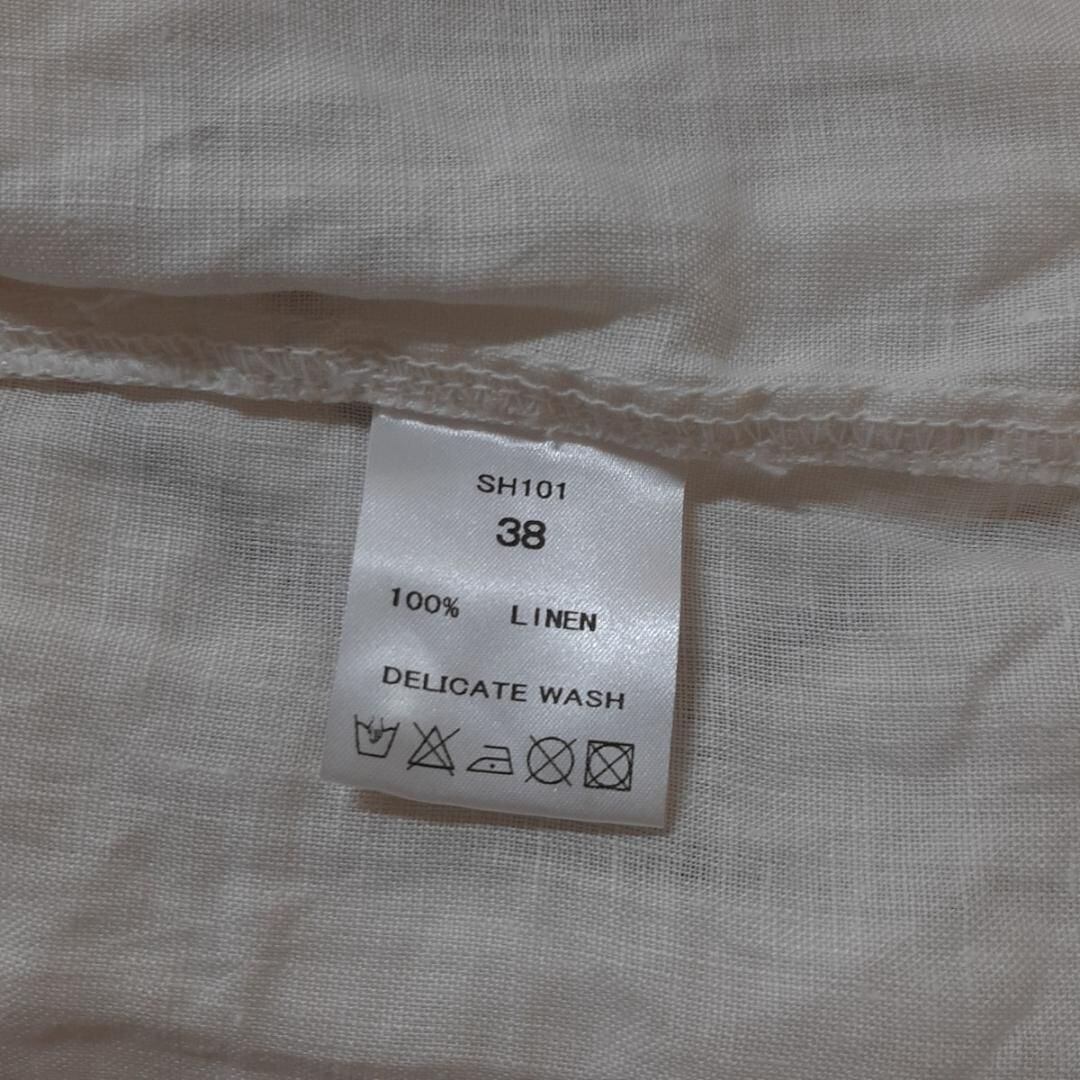 SH101
38
100% LINEN
DELICATE WASH